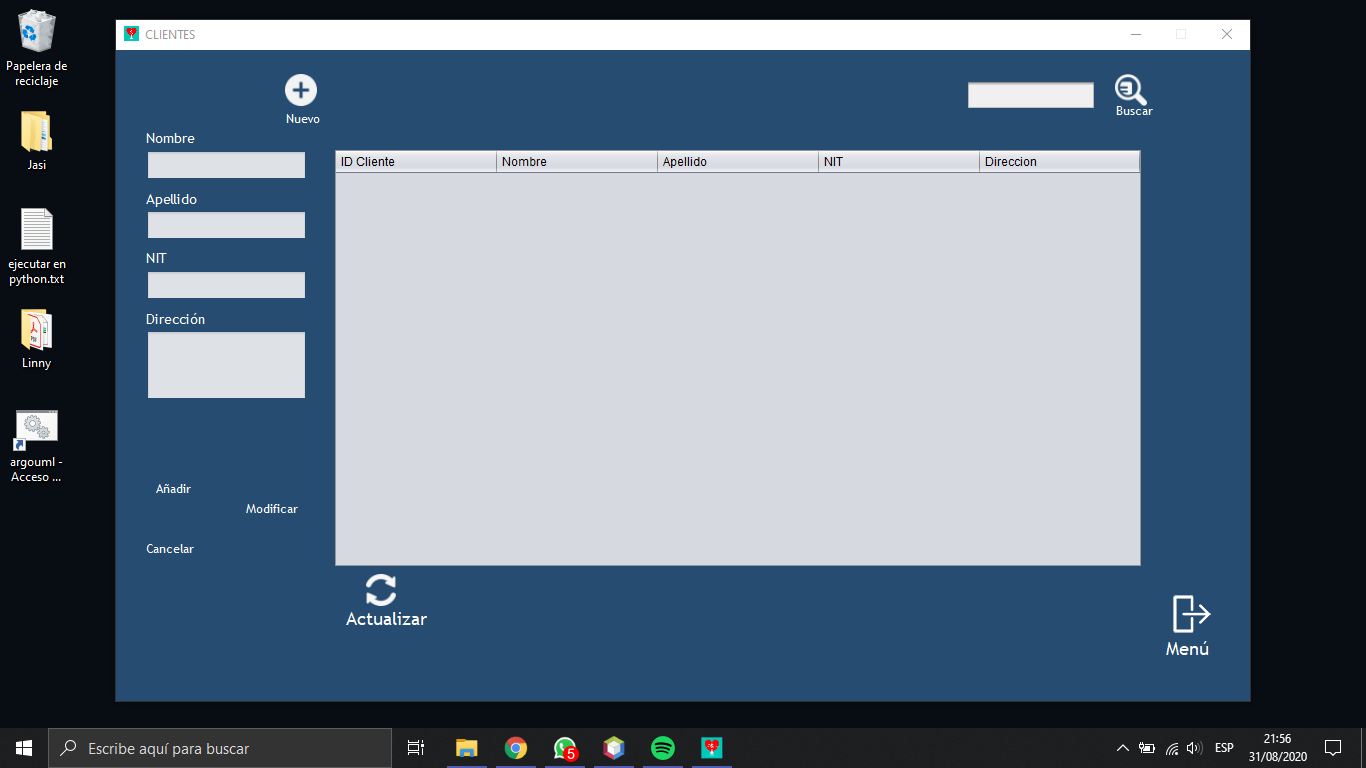 Papelera de
reciclaje
Jasi
ejecutar en
python.txt
Linny
argouml -
Acceso ...
CLIENTES
Nuevo
Buscar
Nombre
Apellido
NIT
Dirección
ID Cliente
Nombre
Apellido
NIT
Direccion
Añadir
Modificar
Cancelar
Actualizar
Menú
Escribe aquí para buscar
5
ESP
21:56
31/08/2020